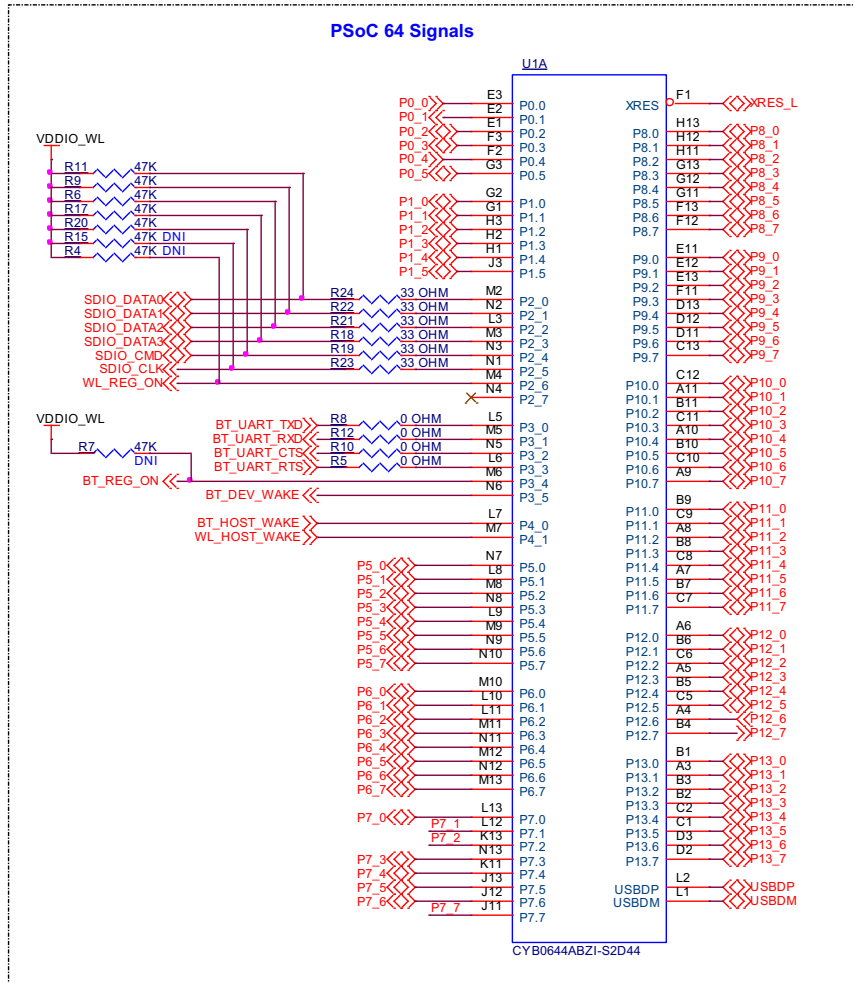 PSoC 64 Signals
U1A
P0_0 E3 P0.0
P0_1 E2 P0.1
P0_2 E1 P0.2
P0_3 F3 P0.3
P0_4 F2 P0.4
P0_5 G3 P0.5
P1_0 G2 P1.0
P1_1 G1 P1.1
P1_2 H3 P1.2
P1_3 H2 P1.3
P1_4 H1 P1.4
P1_5 J3 P1.5
VDDIO_WL
R11 47K
R9 47K
R6 47K
R17 47K
R20 47K
R15 47K DNI
R4 47K DNI
SDIO_DATA0 R24 33 OHM M2 P2_0
SDIO_DATA1 R22 33 OHM N2 P2_1
SDIO_DATA2 R21 33 OHM L3 P2_2
SDIO_DATA3 R18 33 OHM M3 P2_3
SDIO_CMD R19 33 OHM N3 P2_4
SDIO_CLK R23 33 OHM N1 P2_5
WL_REG_ON M4 P2_6
N4 P2_7
VDDIO_WL
R7 47K
DNI
BT_UART_TXD R8 0 OHM L5 P3_0
BT_UART_RXD R12 0 OHM M5 P3_1
BT_UART_CTS R10 0 OHM N5 P3_2
BT_UART_RTS R5 0 OHM L6 P3_3
BT_REG_ON M6 P3_4
BT_DEV_WAKE N6 P3_5
BT_HOST_WAKE L7 P4_0
WL_HOST_WAKE M7 P4_1
P5_0 N7 P5.0
P5_1 L8 P5.1
P5_2 M8 P5.2
P5_3 N8 P5.3
P5_4 L9 P5.4
P5_5 M9 P5.5
P5_6 N9 P5.6
P5_7 N10 P5.7
P6_0 M10 P6.0
P6_1 L10 P6.1
P6_2 L11 P6.2
P6_3 M11 P6.3
P6_4 N11 P6.4
P6_5 M12 P6.5
P6_6 N12 P6.6
P6_7 M13 P6.7
P7_0 L13 P7.0
P7_1 L12 P7.1
P7_2 K13 P7.2
P7_3 N13 P7.3
P7_4 K11 P7.4
P7_5 J13 P7.5
P7_6 J12 P7.6
P7_7 J11 P7.7
XRES F1 XRES_L
P8.0 H13 P8_0
P8.1 H12 P8_1
P8.2 H11 P8_2
P8.3 G13 P8_3
P8.4 G12 P8_4
P8.5 G11 P8_5
P8.6 F13 P8_6
P8.7 F12 P8_7
P9.0 E11 P9_0
P9.1 E12 P9_1
P9.2 E13 P9_2
P9.3 F11 P9_3
P9.4 D13 P9_4
P9.5 D12 P9_5
P9.6 D11 P9_6
P9.7 C13 P9_7
P10.0 C12 P10_0
P10.1 A11 P10_1
P10.2 B11 P10_2
P10.3 C11 P10_3
P10.4 A10 P10_4
P10.5 B10 P10_5
P10.6 C10 P10_6
P10.7 A9 P10_7
P11.0 B9 P11_0
P11.1 C9 P11_1
P11.2 A8 P11_2
P11.3 B8 P11_3
P11.4 C8 P11_4
P11.5 A7 P11_5
P11.6 B7 P11_6
P11.7 C7 P11_7
P12.0 A6 P12_0
P12.1 B6 P12_1
P12.2 C6 P12_2
P12.3 A5 P12_3
P12.4 B5 P12_4
P12.5 C5 P12_5
P12.6 A4 P12_6
P12.7 B4 P12_7
P13.0 B1 P13_0
P13.1 A3 P13_1
P13.2 B3 P13_2
P13.3 B2 P13_3
P13.4 C2 P13_4
P13.5 C1 P13_5
P13.6 D3 P13_6
P13.7 D2 P13_7
USBDP L2 USBDP
USBDM L1 USBDM
CYB0644ABZI-S2D44